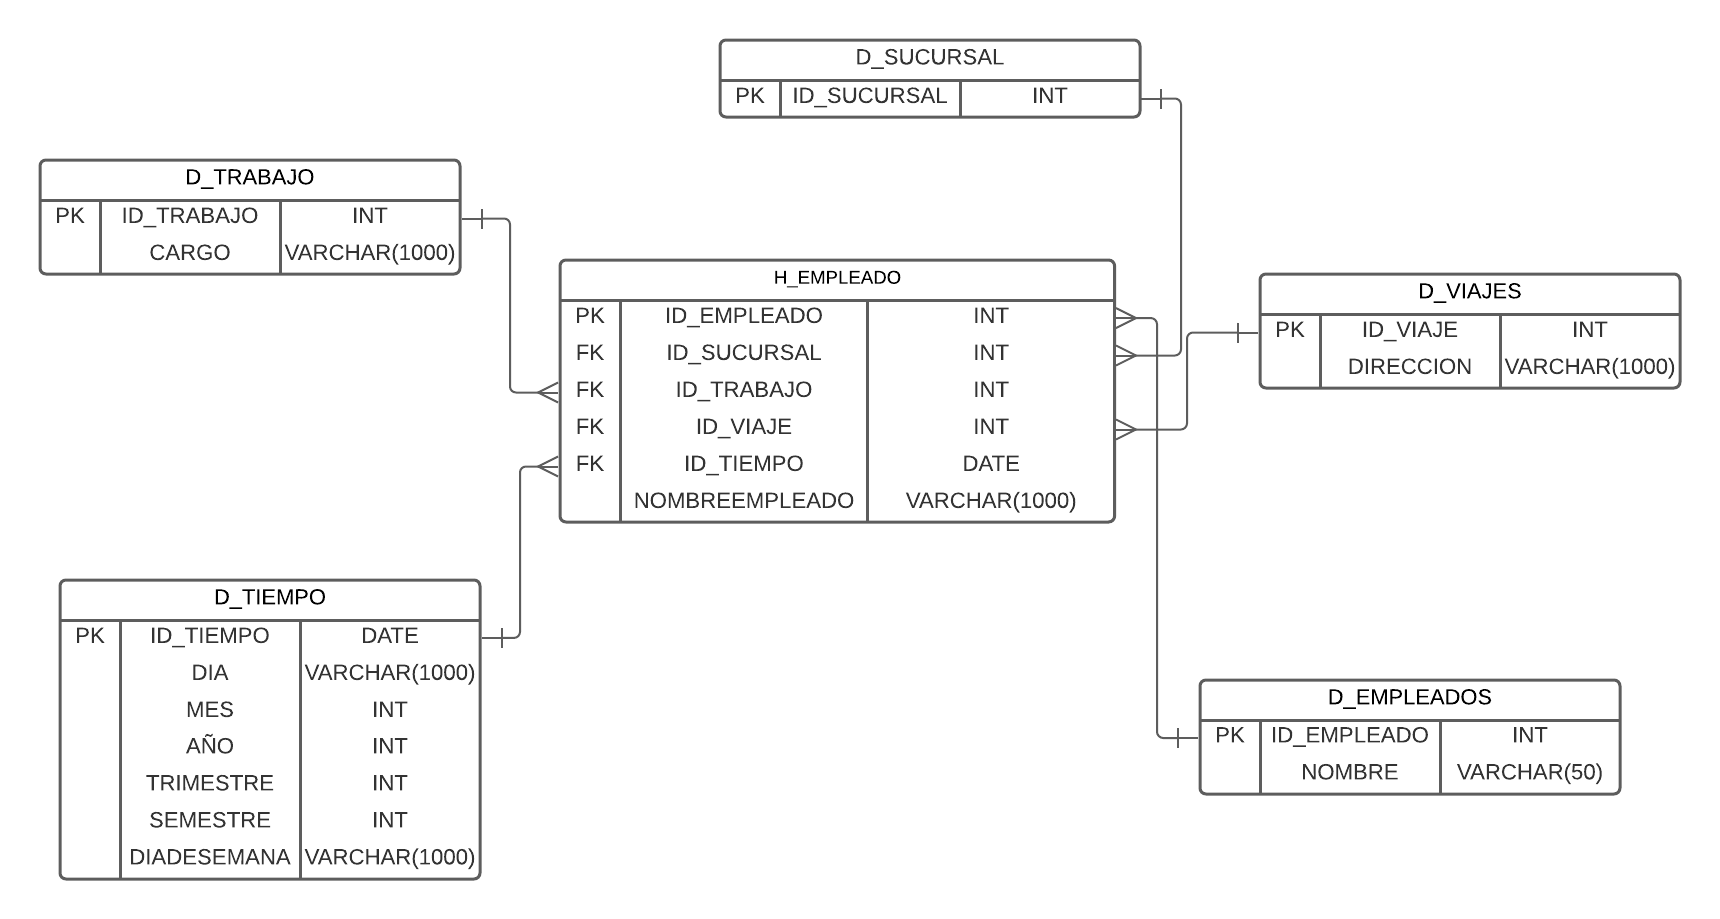 D_SUCURSAL
PK ID_SUCURSAL INT
D_TRABAJO
PK ID_TRABAJO INT
CARGO VARCHAR(1000)
H_EMPLEADO
PK ID_EMPLEADO INT
FK ID_SUCURSAL INT
FK ID_TRABAJO INT
FK ID_VIAJE INT
FK ID_TIEMPO DATE
NOMBREEMPLEADO VARCHAR(1000)
D_VIAJES
PK ID_VIAJE INT
DIRECCION VARCHAR(1000)
D_TIEMPO
PK ID_TIEMPO DATE
DIA VARCHAR(1000)
MES INT
AÑO INT
TRIMESTRE INT
SEMESTRE INT
DIADESEMANA VARCHAR(1000)
D_EMPLEADOS
PK ID_EMPLEADO INT
NOMBRE VARCHAR(50)